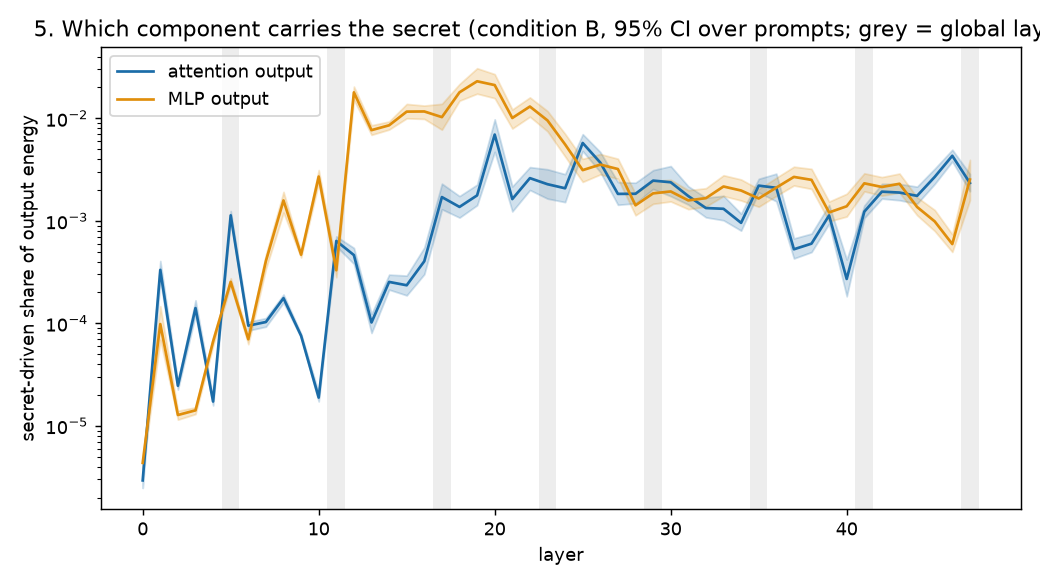 5. Which component carries the secret (condition B, 95% CI over prompts; grey = global lay
attention output
MLP output
secret-driven share of output energy
10⁻²
10⁻³
10⁻⁴
10⁻⁵
0 10 20 30 40
layer